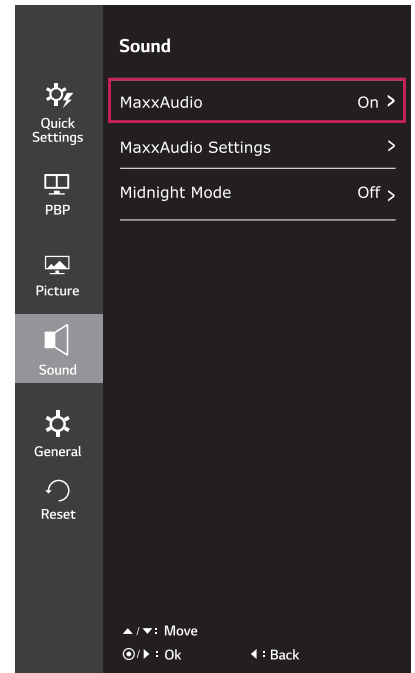 Sound
MaxxAudio On >
MaxxAudio Settings >
Midnight Mode Off >
Quick
Settings
PBP
Picture
Sound
General
Reset
▲/▼: Move
◉/▶ : Ok ◀ : Back